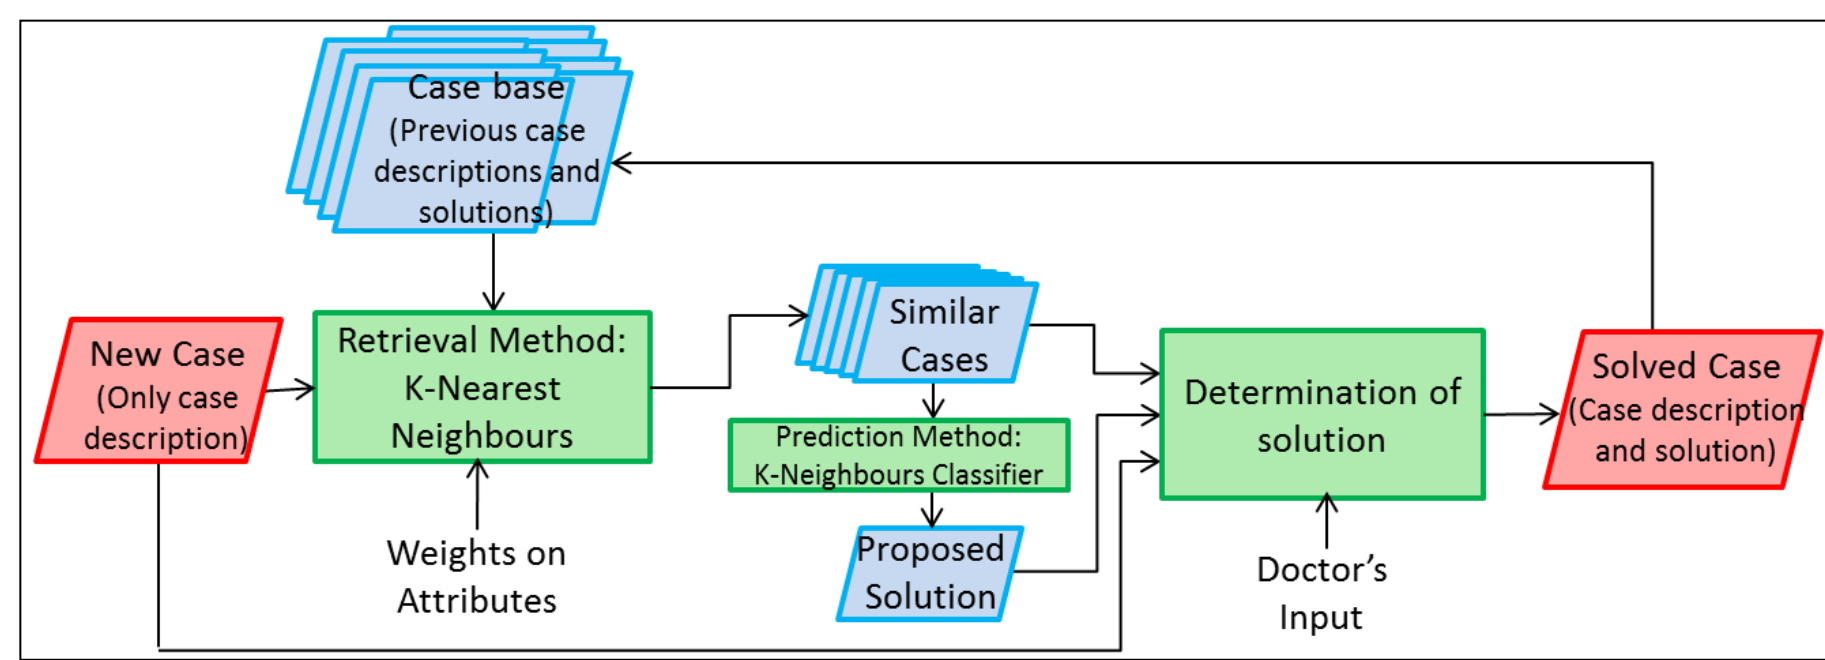 Case base
(Previous case
descriptions and
solutions)
New Case
(Only case
description)
Retrieval Method:
K-Nearest
Neighbours
Weights on
Attributes
Similar
Cases
Prediction Method:
K-Neighbours Classifier
Proposed
Solution
Determination of
solution
Doctor’s
Input
Solved Case
(Case description
and solution)